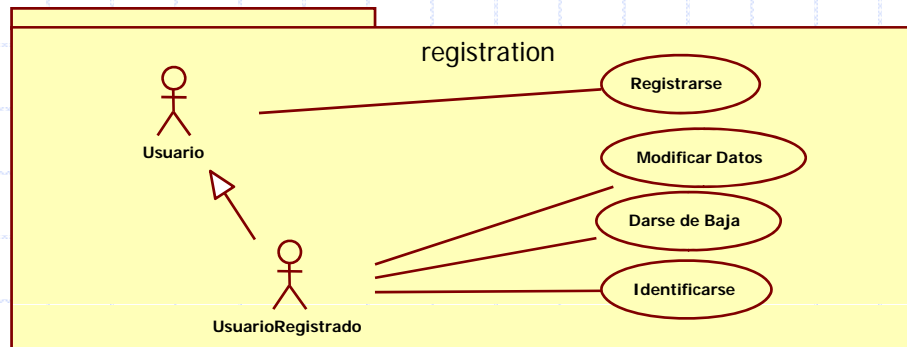 registration
Registrarse
Usuario
Modificar Datos
Darse de Baja
Identificarse
UsuarioRegistrado